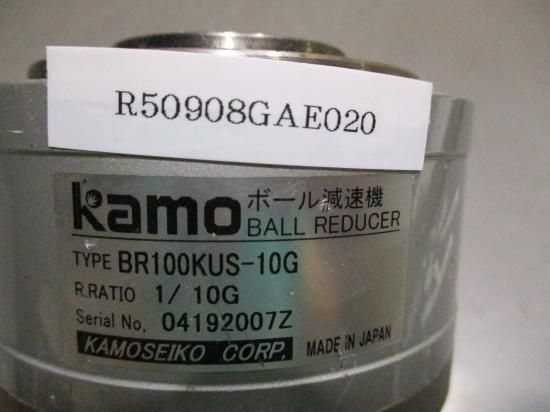 R50908GAE020
kamo ボール減速機
BALL REDUCER
TYPE BR100KUS-10G
R.RATIO 1/ 10G
Serial No. 04192007Z
KAMOSEIKO CORP. MADE IN JAPAN